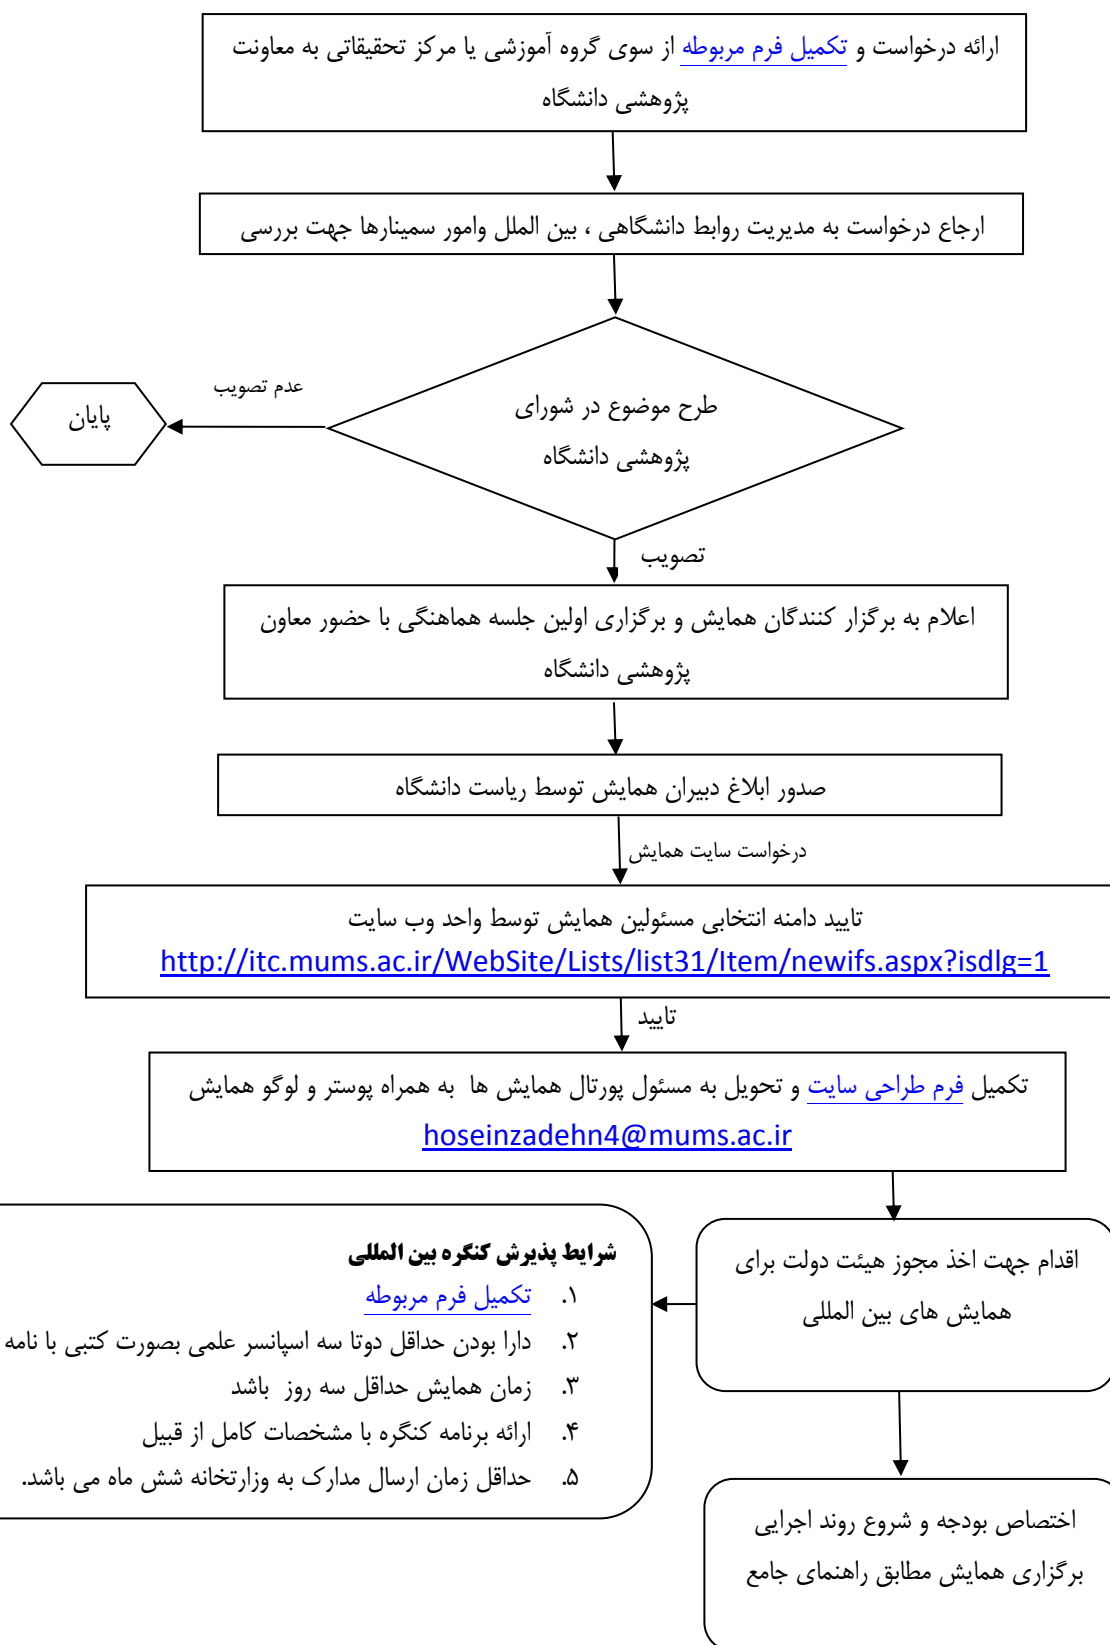 ارائه درخواست و تکمیل فرم مربوطه از سوی گروه آموزشی یا مرکز تحقیقاتی به معاونت
پژوهشی دانشگاه
ارجاع درخواست به مدیریت روابط دانشگاهی ، بین الملل وامور سمینارها جهت بررسی
طرح موضوع در شورای
پژوهشی دانشگاه
عدم تصویب
پایان
تصویب
اعلام به برگزار کنندگان همایش و برگزاری اولین جلسه هماهنگی با حضور معاون
پژوهشی دانشگاه
صدور ابلاغ دبیران همایش توسط ریاست دانشگاه
درخواست سایت همایش
تایید دامنه انتخابی مسئولین همایش توسط واحد وب سایت
http://itc.mums.ac.ir/WebSite/Lists/list31/Item/newifs.aspx?isdlg=1
تایید
تکمیل فرم طراحی سایت و تحویل به مسئول پورتال همایش ها به همراه پوستر و لوگو همایش
hoseinzadehn4@mums.ac.ir
اقدام جهت اخذ مجوز هیئت دولت برای
همایش های بین المللی
شرایط پذیرش کنگره بین المللی
۱. تکمیل فرم مربوطه
۲. دارا بودن حداقل دوتا سه اسپانسر علمی بصورت کتبی با نامه
۳. زمان همایش حداقل سه روز باشد
۴. ارائه برنامه کنگره با مشخصات کامل از قبیل
۵. حداقل زمان ارسال مدارک به وزارتخانه شش ماه می باشد.
اختصاص بودجه و شروع روند اجرایی
برگزاری همایش مطابق راهنمای جامع